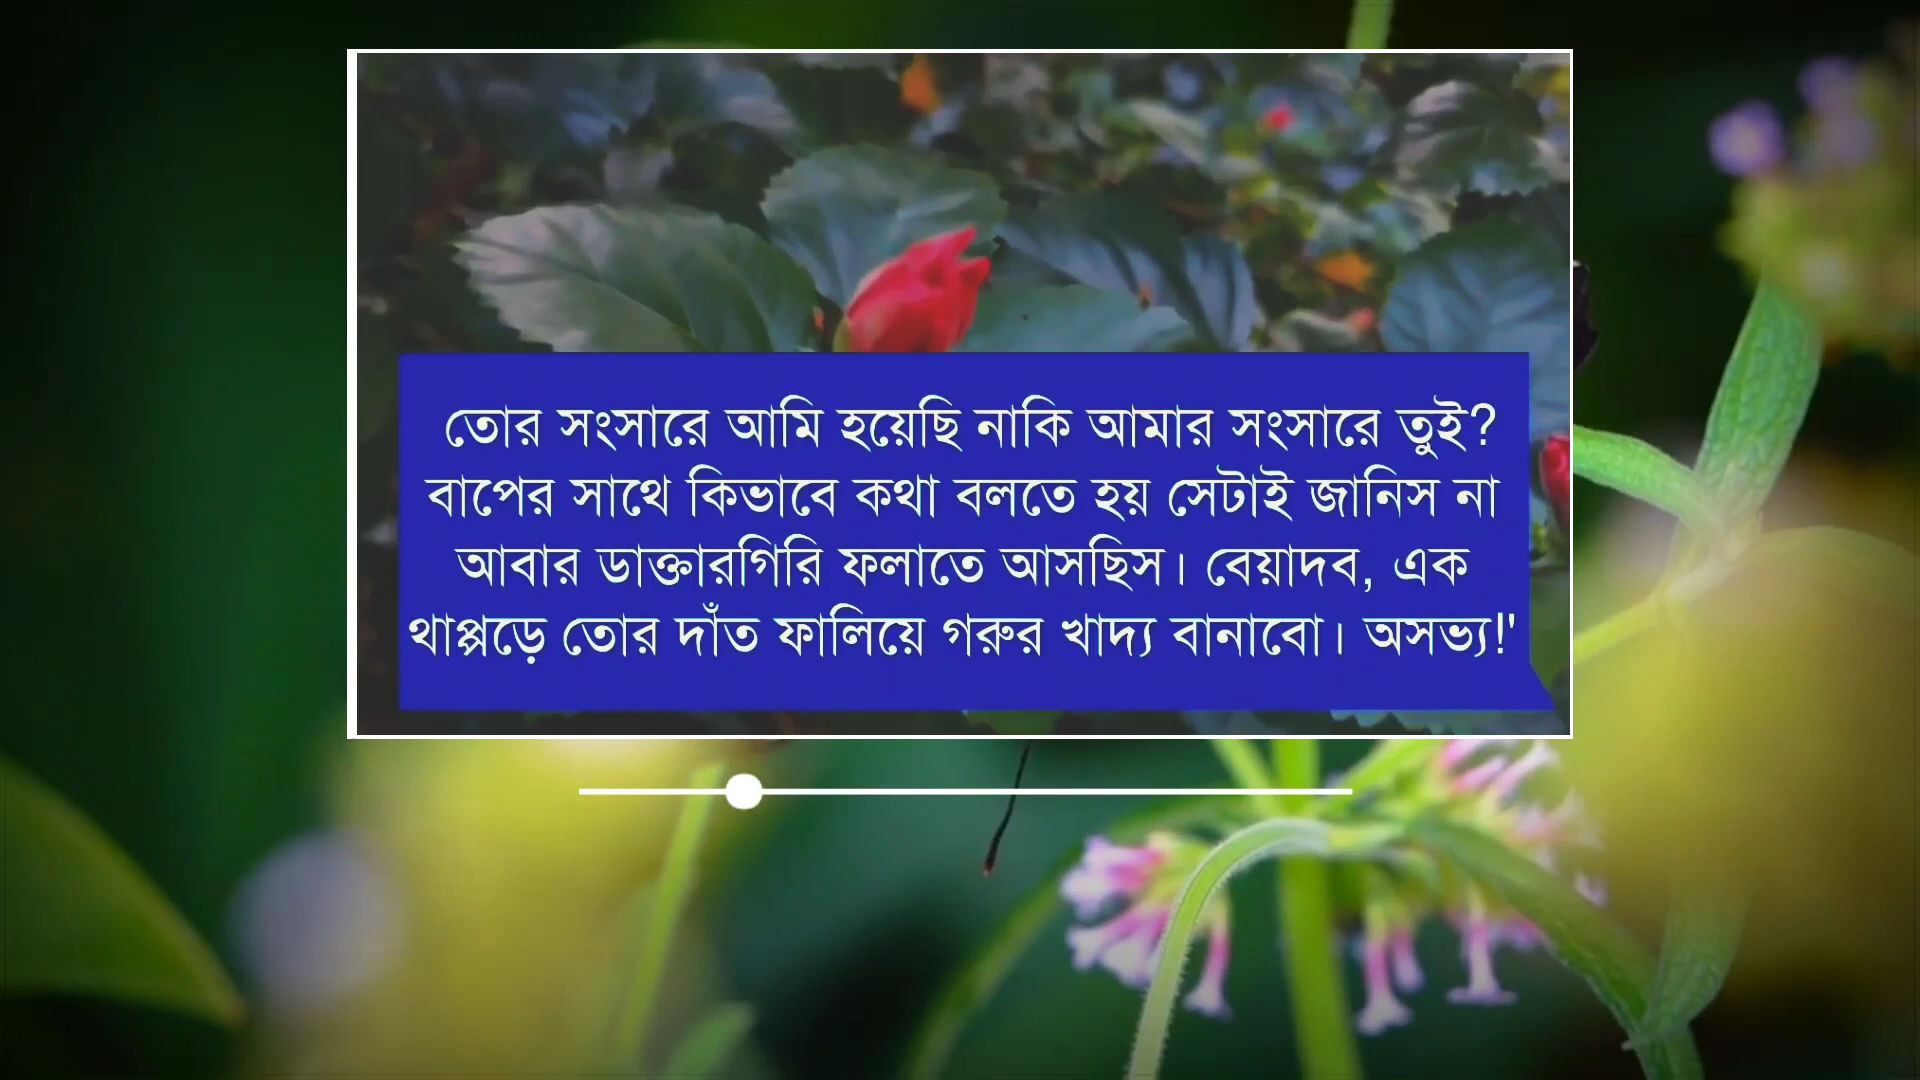 তোর সংসারে আমি হয়েছি নাকি আমার সংসারে তুই?
বাপের সাথে কিভাবে কথা বলতে হয় সেটাই জানিস না
আবার ডাক্তারগিরি ফলাতে আসছিস। বেয়াদব, এক
থাপ্পড়ে তোর দাঁত ফালিয়ে গরুর খাদ্য বানাবো। অসভ্য!'